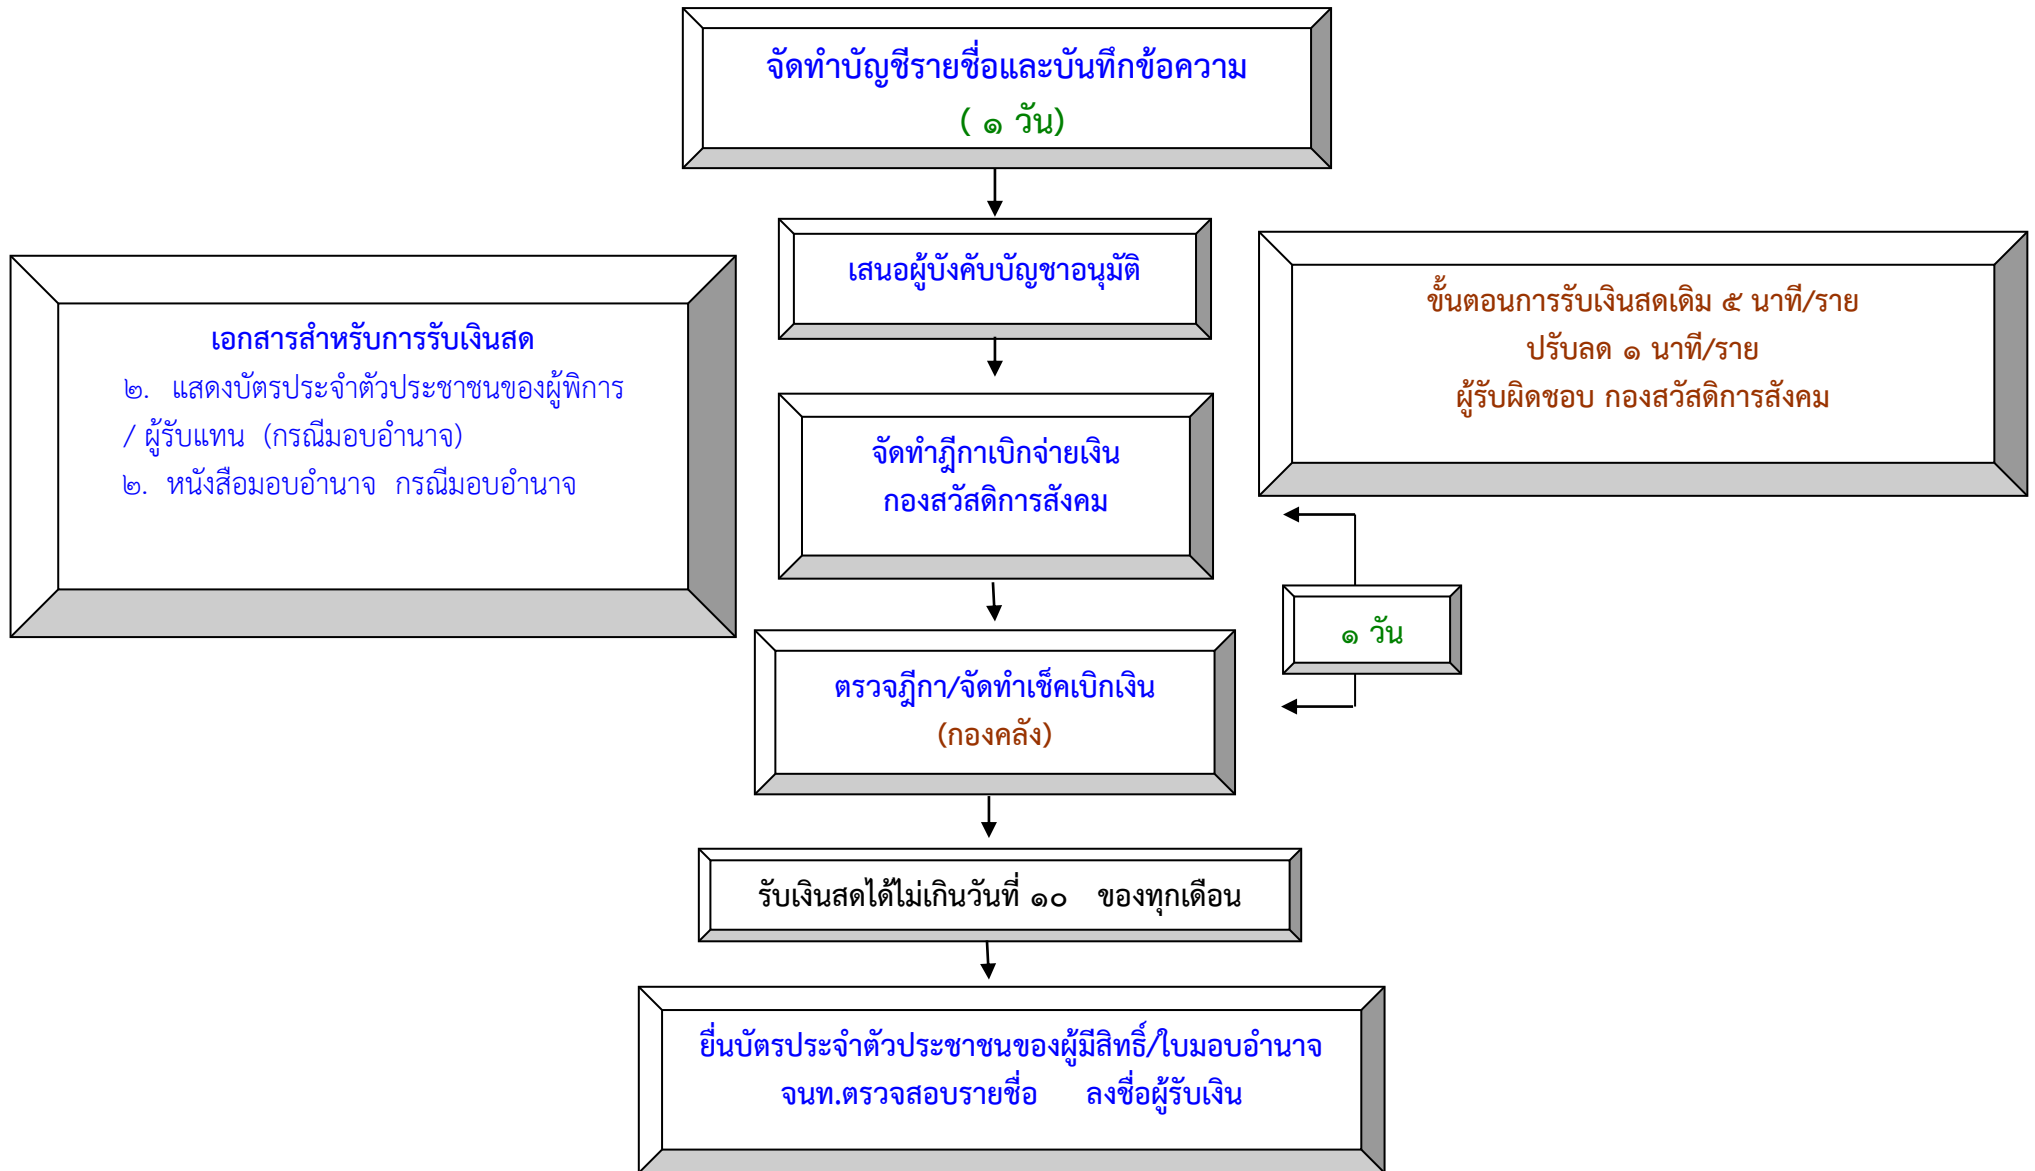 จัดทำบัญชีรายชื่อและบันทึกข้อความ
( ๑ วัน)
เสนอผู้บังคับบัญชาอนุมัติ
เอกสารสำหรับการรับเงินสด
๒. แสดงบัตรประจำตัวประชาชนของผู้พิการ
/ ผู้รับแทน (กรณีมอบอำนาจ)
๒. หนังสือมอบอำนาจ กรณีมอบอำนาจ
ขั้นตอนการรับเงินสดเดิม ๕ นาที/ราย
ปรับลด ๑ นาที/ราย
ผู้รับผิดชอบ กองสวัสดิการสังคม
จัดทำฎีกาเบิกจ่ายเงิน
กองสวัสดิการสังคม
๑ วัน
ตรวจฎีกา/จัดทำเช็คเบิกเงิน
(กองคลัง)
รับเงินสดได้ไม่เกินวันที่ ๑๐ ของทุกเดือน
ยื่นบัตรประจำตัวประชาชนของผู้มีสิทธิ์/ใบมอบอำนาจ
จนท.ตรวจสอบรายชื่อ ลงชื่อผู้รับเงิน